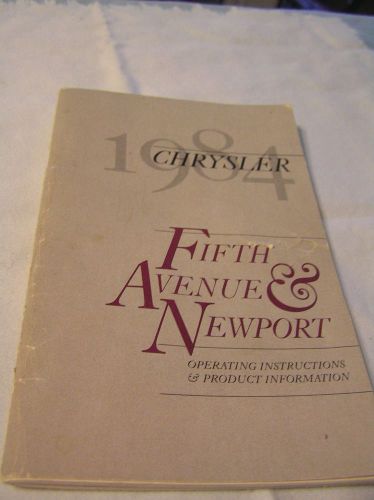 1984
CHRYSLER
FIFTH
AVENUE &
NEWPORT
OPERATING INSTRUCTIONS
& PRODUCT INFORMATION